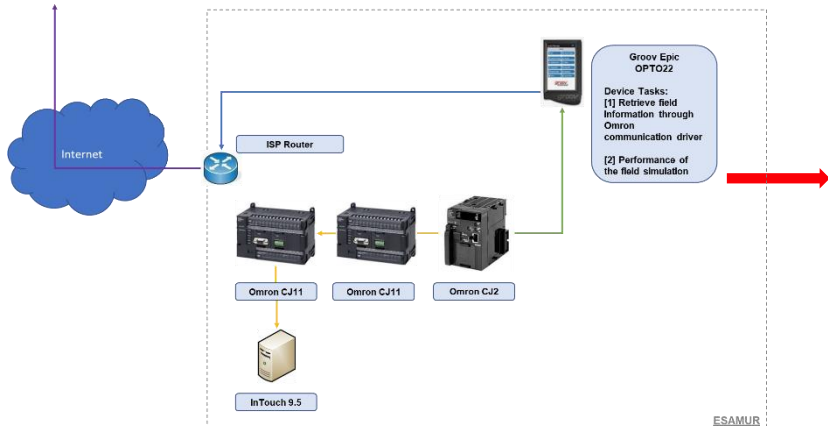 Groov Epic
OPTO22
Device Tasks:
[1] Retrieve field
Information through
Omron
communication driver
[2] Performance of
the field simulation
Internet
ISP Router
Omron CJ11
Omron CJ11
Omron CJ2
InTouch 9.5
ESAMUR